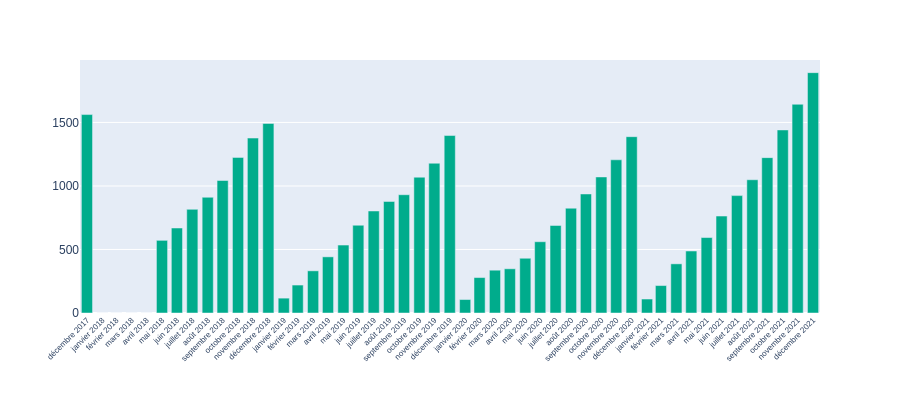 1500
1000
500
0
décembre 2017
janvier 2018
février 2018
mars 2018
avril 2018
mai 2018
juin 2018
juillet 2018
août 2018
septembre 2018
octobre 2018
novembre 2018
décembre 2018
janvier 2019
février 2019
mars 2019
avril 2019
mai 2019
juin 2019
juillet 2019
août 2019
septembre 2019
octobre 2019
novembre 2019
décembre 2019
janvier 2020
février 2020
mars 2020
avril 2020
mai 2020
juin 2020
juillet 2020
août 2020
septembre 2020
octobre 2020
novembre 2020
décembre 2020
janvier 2021
février 2021
mars 2021
avril 2021
mai 2021
juin 2021
juillet 2021
août 2021
septembre 2021
octobre 2021
novembre 2021
décembre 2021